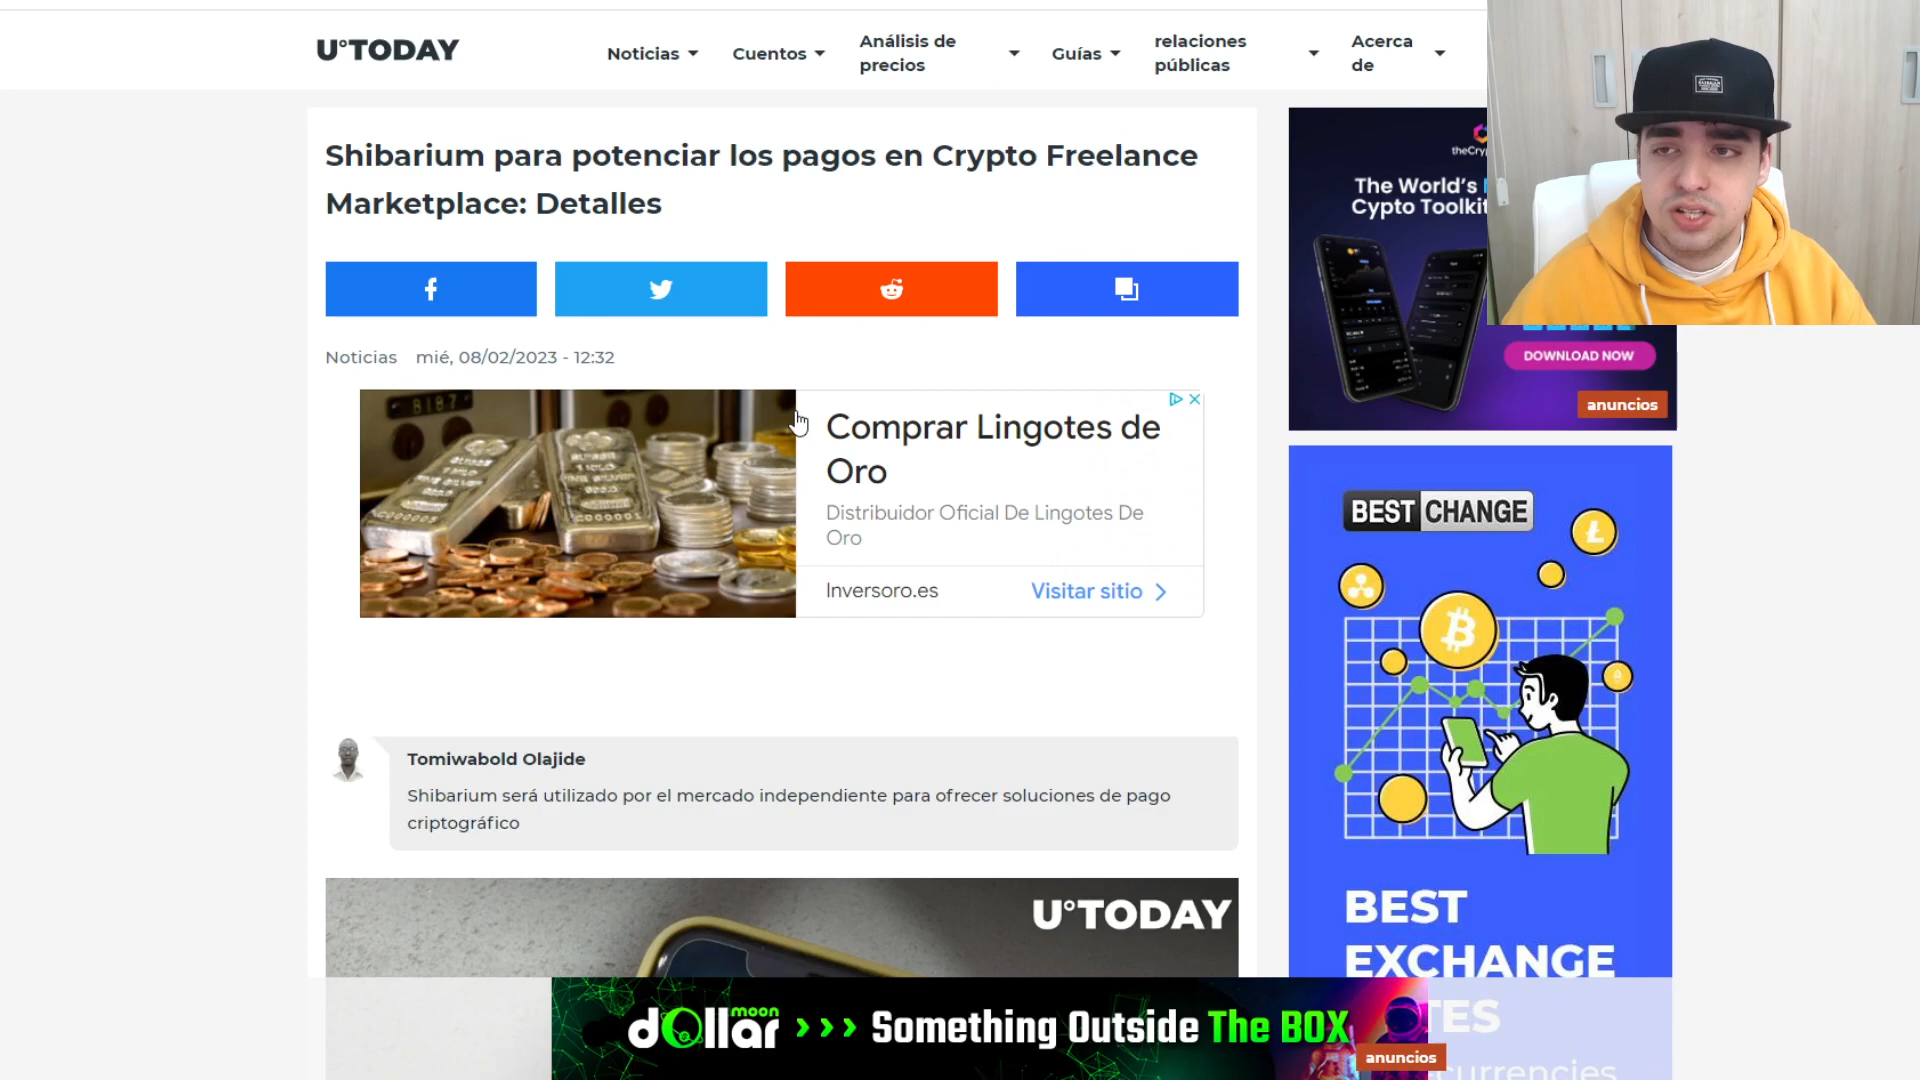 U°TODAY
Noticias
Cuentos
Análisis de
precios
Guías
relaciones
públicas
Acerca
de
Shibarium para potenciar los pagos en Crypto Freelance
Marketplace: Detalles
Noticias mié, 08/02/2023 - 12:32
8187
Comprar Lingotes de
Oro
Distribuidor Oficial De Lingotes De
Oro
Inversoro.es
Visitar sitio
Tomiwabold Olajide
Shibarium será utilizado por el mercado independiente para ofrecer soluciones de pago
criptográfico
U°TODAY
The World's
Cypto Toolkit
DOWNLOAD NOW
anuncios
BEST CHANGE
BEST
EXCHANGE
dollar moon >>> Something Outside The BOX
anuncios